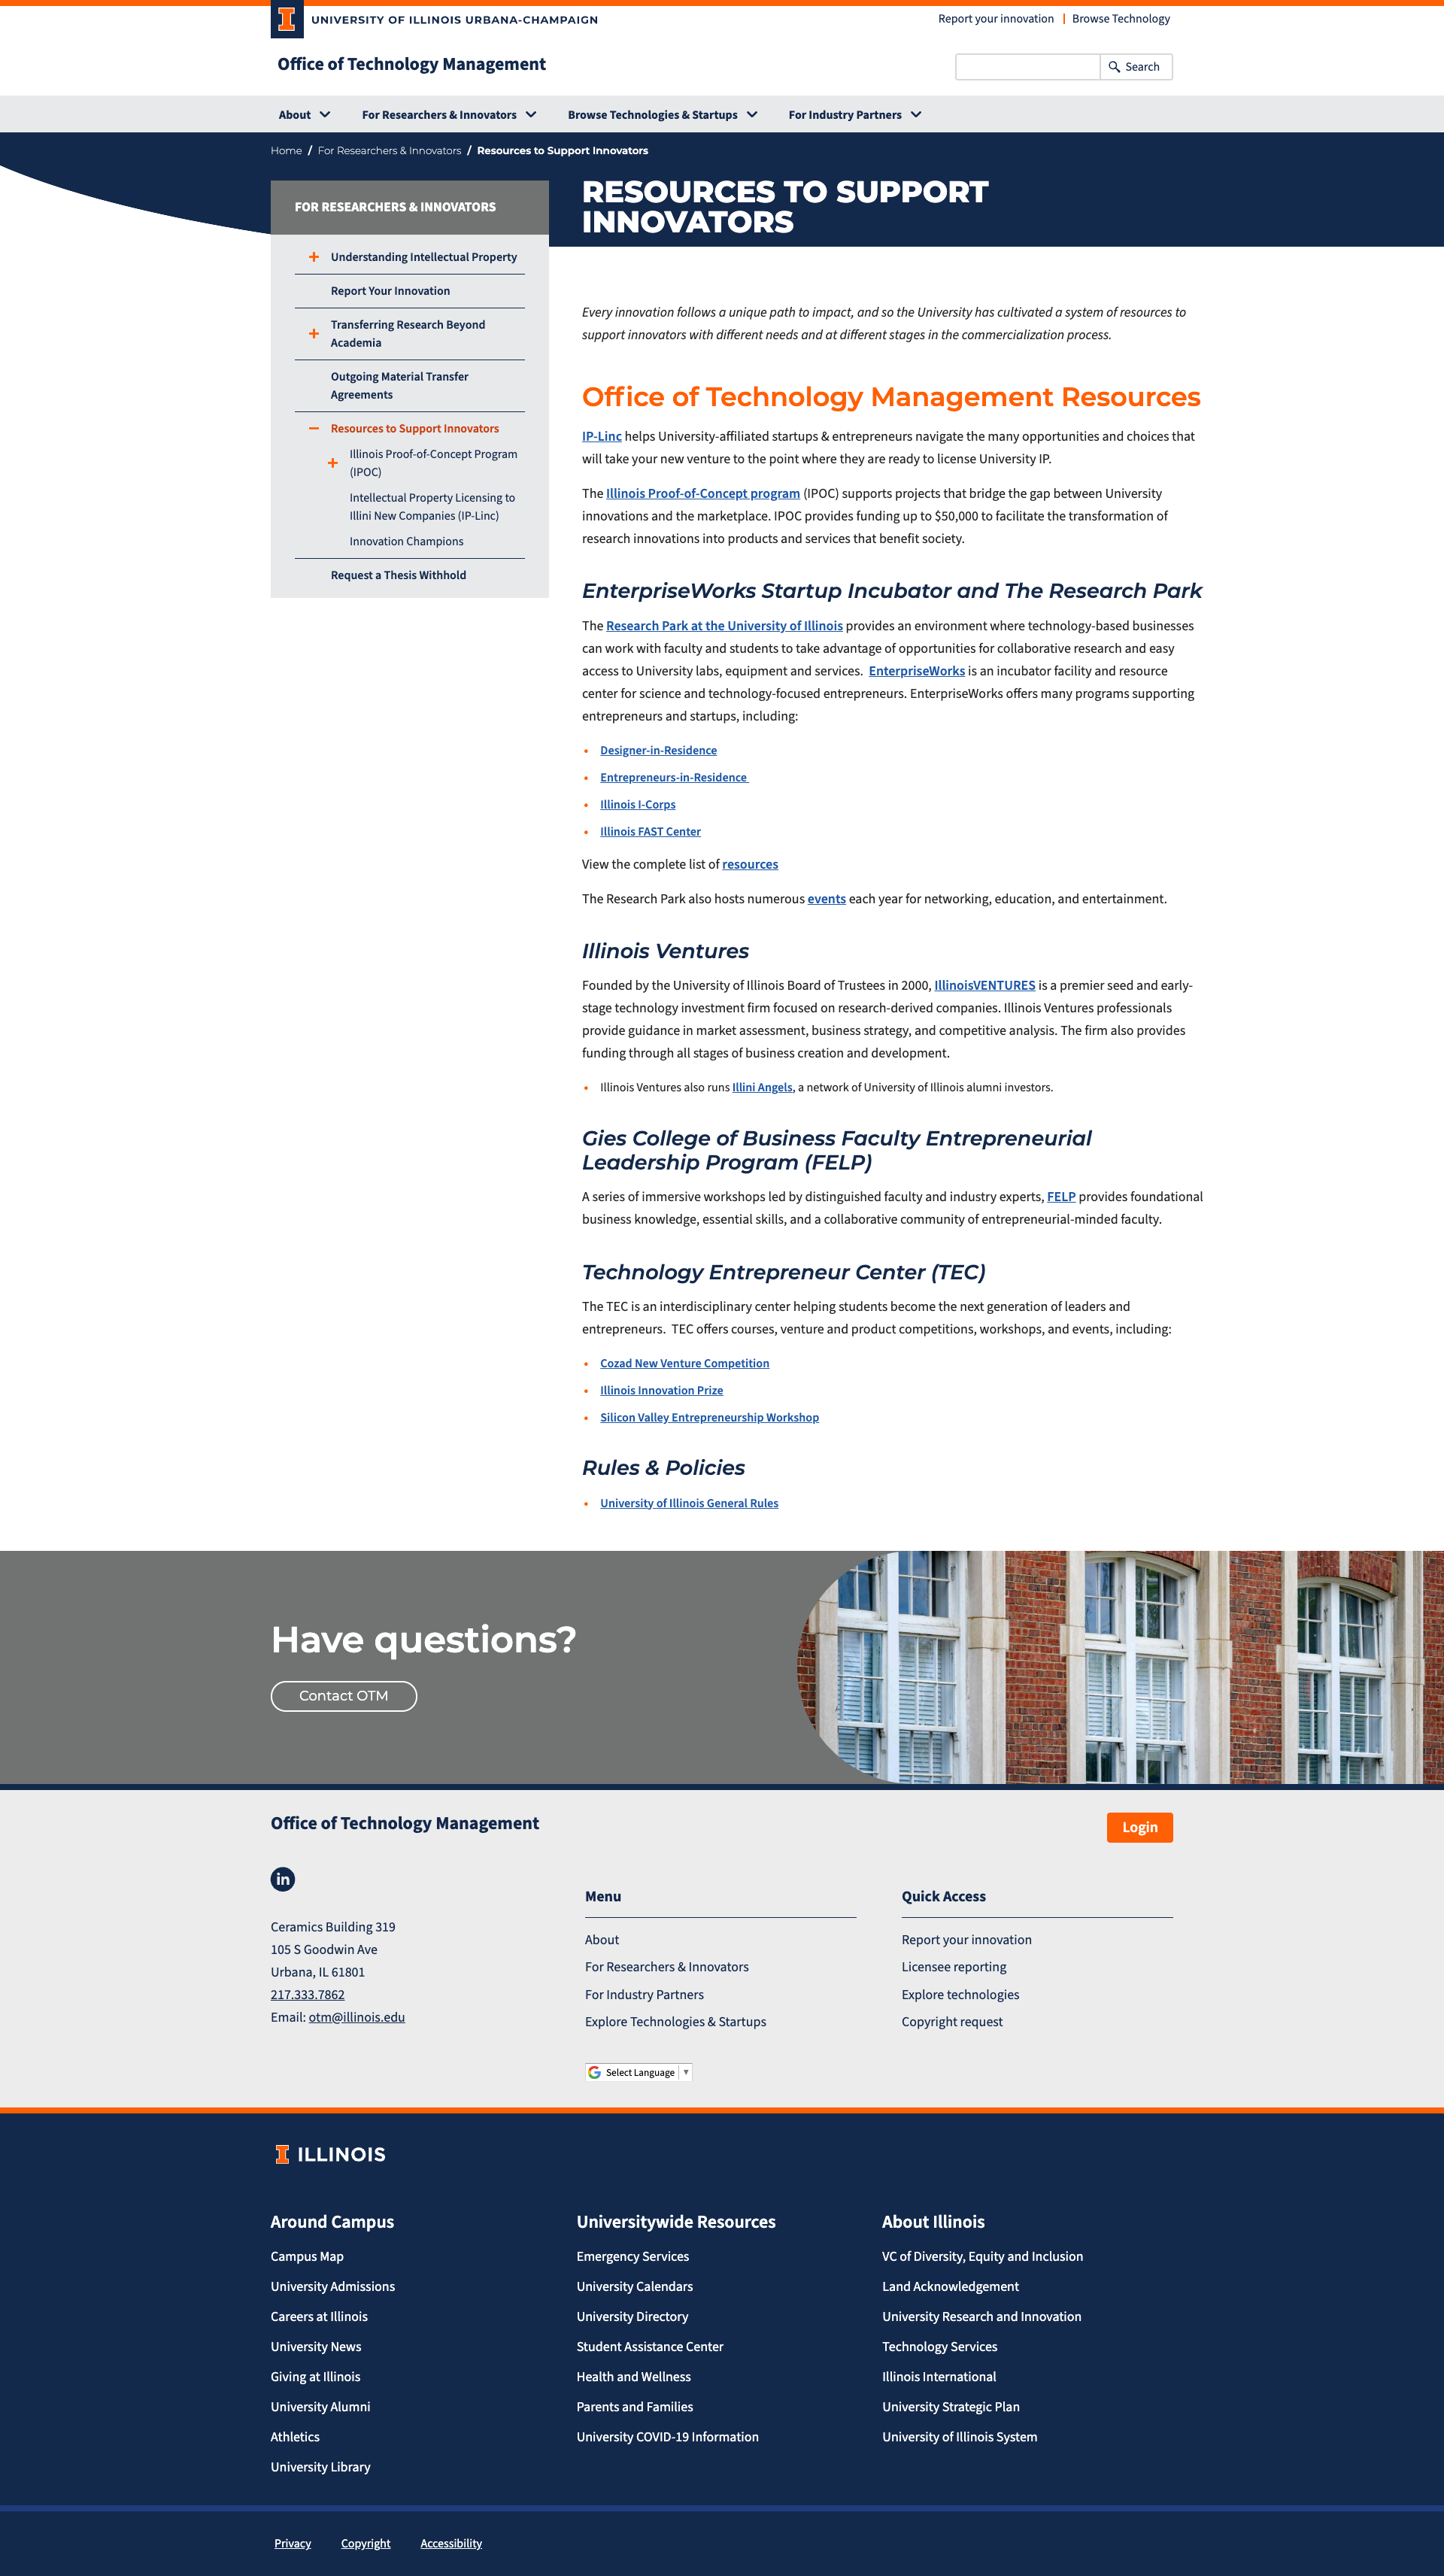 UNIVERSITY OF ILLINOIS URBANA-CHAMPAIGN
Report your innovation
Browse Technology
Office of Technology Management
Search
About
For Researchers & Innovators
Browse Technologies & Startups
For Industry Partners
Home / For Researchers & Innovators / Resources to Support Innovators
FOR RESEARCHERS & INNOVATORS
Understanding Intellectual Property
Report Your Innovation
Transferring Research Beyond
Academia
Outgoing Material Transfer
Agreements
Resources to Support Innovators
Illinois Proof-of-Concept Program
(IPOC)
Intellectual Property Licensing to
Illini New Companies (IP-Linc)
Innovation Champions
Request a Thesis Withhold
RESOURCES TO SUPPORT
INNOVATORS
Every innovation follows a unique path to impact, and so the University has cultivated a system of resources to
support innovators with different needs and at different stages in the commercialization process.
Office of Technology Management Resources
IP-Linc helps University-affiliated startups & entrepreneurs navigate the many opportunities and choices that
will take your new venture to the point where they are ready to license University IP.
The Illinois Proof-of-Concept program (IPOC) supports projects that bridge the gap between University
innovations and the marketplace. IPOC provides funding up to $50,000 to facilitate the transformation of
research innovations into products and services that benefit society.
EnterpriseWorks Startup Incubator and The Research Park
The Research Park at the University of Illinois provides an environment where technology-based businesses
can work with faculty and students to take advantage of opportunities for collaborative research and easy
access to University labs, equipment and services.  EnterpriseWorks is an incubator facility and resource
center for science and technology-focused entrepreneurs. EnterpriseWorks offers many programs supporting
entrepreneurs and startups, including:
Designer-in-Residence
Entrepreneurs-in-Residence
Illinois I-Corps
Illinois FAST Center
View the complete list of resources
The Research Park also hosts numerous events each year for networking, education, and entertainment.
Illinois Ventures
Founded by the University of Illinois Board of Trustees in 2000, IllinoisVENTURES is a premier seed and early-
stage technology investment firm focused on research-derived companies. Illinois Ventures professionals
provide guidance in market assessment, business strategy, and competitive analysis. The firm also provides
funding through all stages of business creation and development.
Illinois Ventures also runs Illini Angels, a network of University of Illinois alumni investors.
Gies College of Business Faculty Entrepreneurial
Leadership Program (FELP)
A series of immersive workshops led by distinguished faculty and industry experts, FELP provides foundational
business knowledge, essential skills, and a collaborative community of entrepreneurial-minded faculty.
Technology Entrepreneur Center (TEC)
The TEC is an interdisciplinary center helping students become the next generation of leaders and
entrepreneurs.  TEC offers courses, venture and product competitions, workshops, and events, including:
Cozad New Venture Competition
Illinois Innovation Prize
Silicon Valley Entrepreneurship Workshop
Rules & Policies
University of Illinois General Rules
Have questions?
Contact OTM
Office of Technology Management
Login
in
Ceramics Building 319
105 S Goodwin Ave
Urbana, IL 61801
217.333.7862
Email: otm@illinois.edu
Menu
About
For Researchers & Innovators
For Industry Partners
Explore Technologies & Startups
Quick Access
Report your innovation
Licensee reporting
Explore technologies
Copyright request
Select Language
ILLINOIS
Around Campus
Campus Map
University Admissions
Careers at Illinois
University News
Giving at Illinois
University Alumni
Athletics
University Library
Universitywide Resources
Emergency Services
University Calendars
University Directory
Student Assistance Center
Health and Wellness
Parents and Families
University COVID-19 Information
About Illinois
VC of Diversity, Equity and Inclusion
Land Acknowledgement
University Research and Innovation
Technology Services
Illinois International
University Strategic Plan
University of Illinois System
Privacy
Copyright
Accessibility